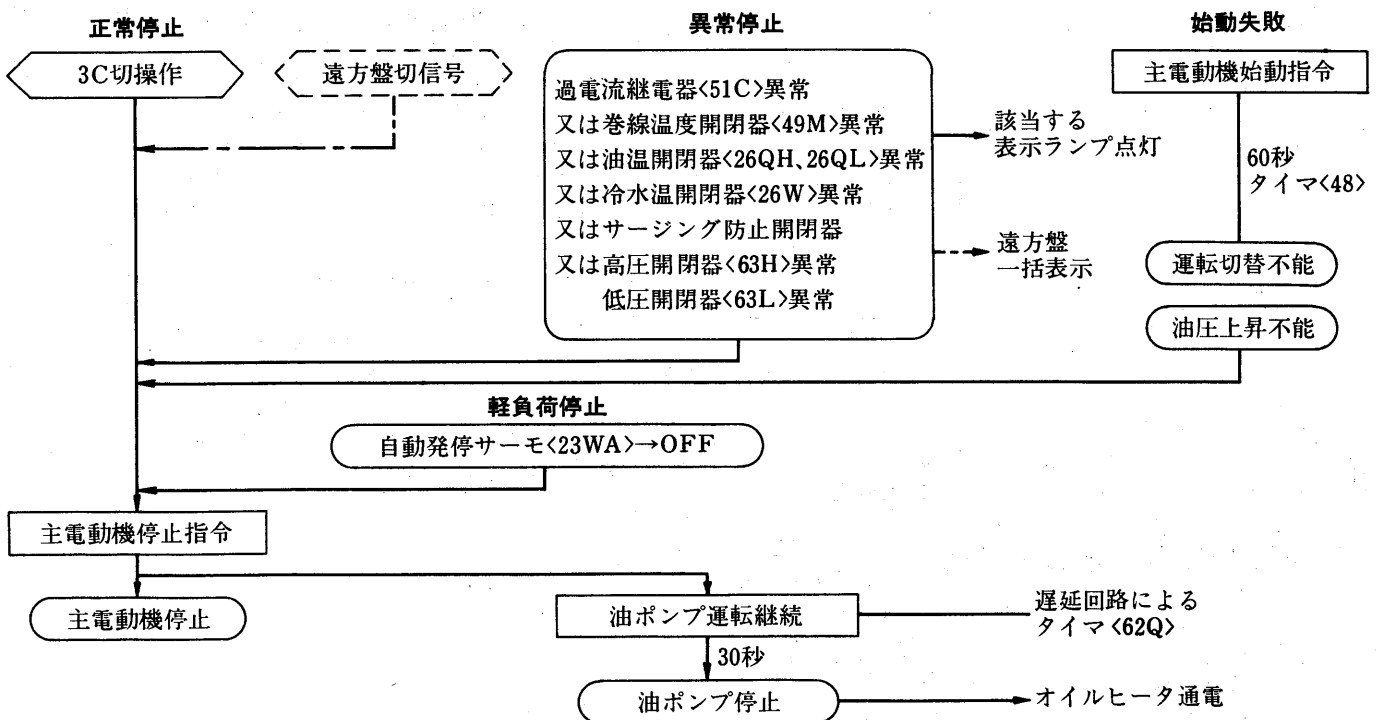 正常停止
3C切操作
遠方盤切信号
異常停止
過電流継電器<51C>異常
又は巻線温度開閉器<49M>異常
又は油温開閉器<26QH、26QL>異常
又は冷水温開閉器<26W>異常
又はサージング防止開閉器
又は高圧開閉器<63H>異常
低圧開閉器<63L>異常
該当する
表示ランプ点灯
遠方盤
一括表示
始動失敗
主電動機始動指令
60秒
タイマ<48>
運転切替不能
油圧上昇不能
軽負荷停止
自動発停サーモ<23WA>→OFF
主電動機停止指令
主電動機停止
油ポンプ運転継続
遅延回路による
タイマ<62Q>
30秒
油ポンプ停止
オイルヒータ通電